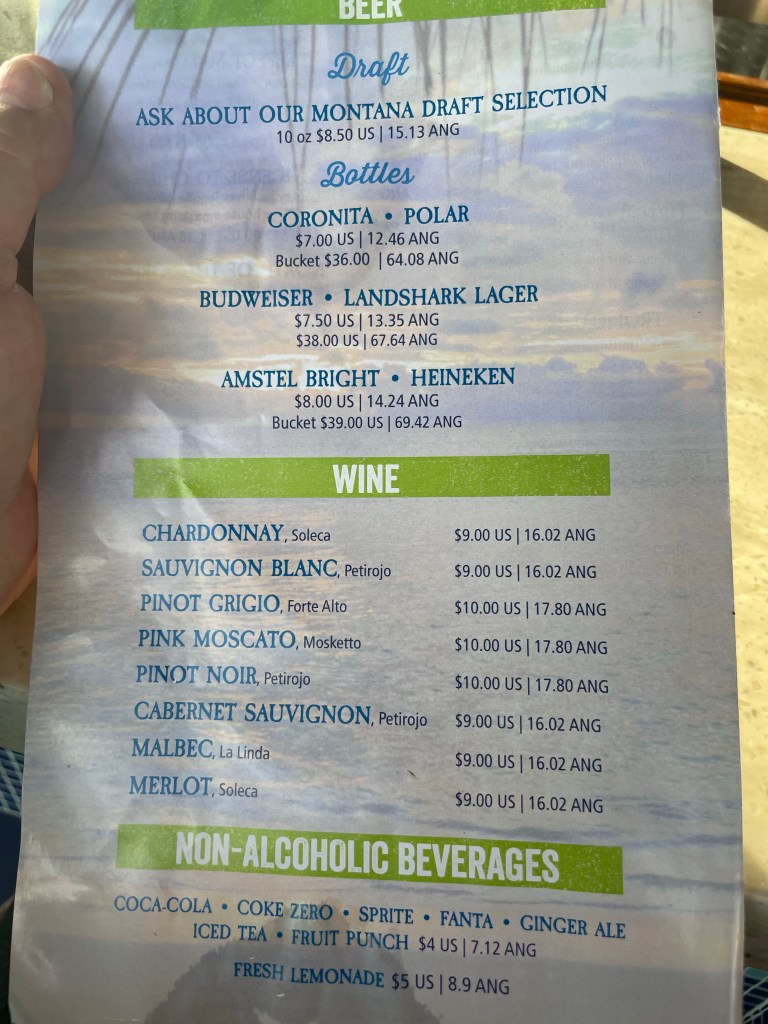 BEER
Draft
ASK ABOUT OUR MONTANA DRAFT SELECTION
10 oz $8.50 US | 15.13 ANG
Bottles
CORONITA • POLAR
$7.00 US | 12.46 ANG
Bucket $36.00 | 64.08 ANG
BUDWEISER • LANDSHARK LAGER
$7.50 US | 13.35 ANG
$38.00 US | 67.64 ANG
AMSTEL BRIGHT • HEINEKEN
$8.00 US | 14.24 ANG
Bucket $39.00 US | 69.42 ANG
WINE
CHARDONNAY, Soleca $9.00 US | 16.02 ANG
SAUVIGNON BLANC, Petirojo $9.00 US | 16.02 ANG
PINOT GRIGIO, Forte Alto $10.00 US | 17.80 ANG
PINK MOSCATO, Mosketto $10.00 US | 17.80 ANG
PINOT NOIR, Petirojo $10.00 US | 17.80 ANG
CABERNET SAUVIGNON, Petirojo $9.00 US | 16.02 ANG
MALBEC, La Linda $9.00 US | 16.02 ANG
MERLOT, Soleca $9.00 US | 16.02 ANG
NON-ALCOHOLIC BEVERAGES
COCA-COLA • COKE ZERO • SPRITE • FANTA • GINGER ALE
ICED TEA • FRUIT PUNCH $4 US | 7.12 ANG
FRESH LEMONADE $5 US | 8.9 ANG